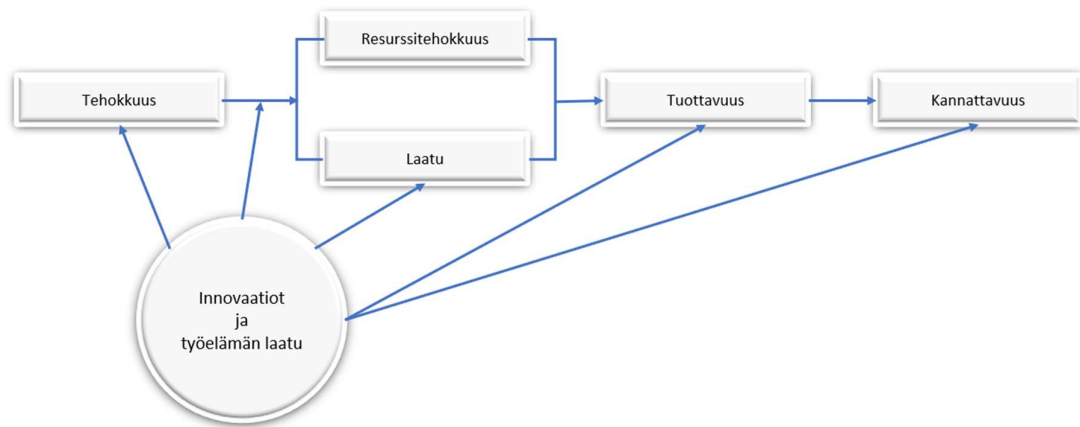 Resurssitehokkuus
Tehokkuus
Tuottavuus
Kannattavuus
Laatu
Innovaatiot
ja
työelämän laatu